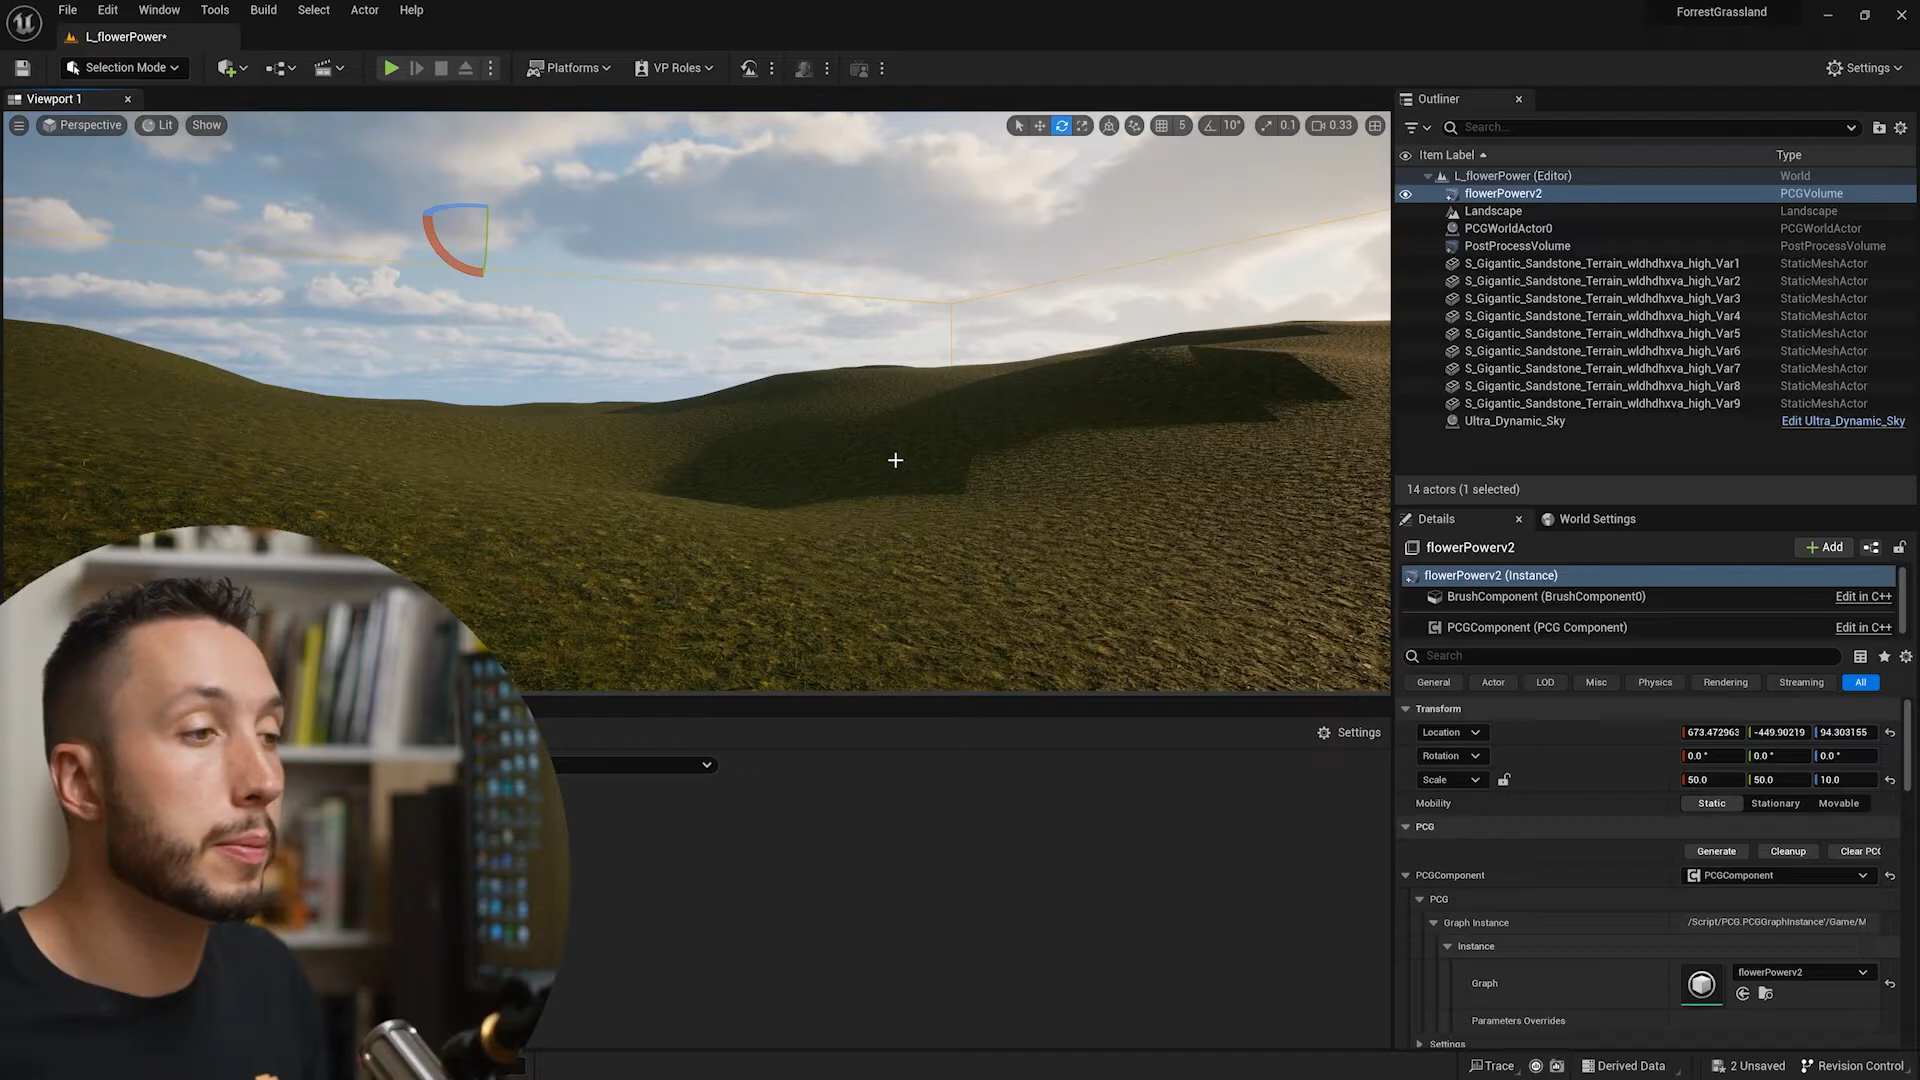 File Edit Window Tools Build Select Actor Help
ForrestGrassland
L_flowerPower*
Selection Mode
Platforms
VP Roles
Settings
Viewport 1
Perspective
Lit
Show
5
10°
0.1
0.33
Outliner
Search...
Item Label
Type
L_flowerPower (Editor) World
flowerPowerv2 PCGVolume
Landscape Landscape
PCGWorldActor0 PCGWorldActor
PostProcessVolume PostProcessVolume
S_Gigantic_Sandstone_Terrain_wldhdhxva_high_Var1 StaticMeshActor
S_Gigantic_Sandstone_Terrain_wldhdhxva_high_Var2 StaticMeshActor
S_Gigantic_Sandstone_Terrain_wldhdhxva_high_Var3 StaticMeshActor
S_Gigantic_Sandstone_Terrain_wldhdhxva_high_Var4 StaticMeshActor
S_Gigantic_Sandstone_Terrain_wldhdhxva_high_Var5 StaticMeshActor
S_Gigantic_Sandstone_Terrain_wldhdhxva_high_Var6 StaticMeshActor
S_Gigantic_Sandstone_Terrain_wldhdhxva_high_Var7 StaticMeshActor
S_Gigantic_Sandstone_Terrain_wldhdhxva_high_Var8 StaticMeshActor
S_Gigantic_Sandstone_Terrain_wldhdhxva_high_Var9 StaticMeshActor
Ultra_Dynamic_Sky Edit Ultra_Dynamic_Sky
14 actors (1 selected)
Details
World Settings
flowerPowerv2
Add
flowerPowerv2 (Instance)
BrushComponent (BrushComponent0) Edit in C++
PCGComponent (PCG Component) Edit in C++
Search
General Actor LOD Misc Physics Rendering Streaming All
Transform
Location 673.472963 -449.90219 94.303155
Rotation 0.0 ° 0.0 ° 0.0 °
Scale 50.0 50.0 10.0
Mobility Static Stationary Movable
PCG
Generate Cleanup Clear PCG
PCGComponent PCGComponent
PCG
Graph Instance /Script/PCG.PCGGraphInstance'/Game/M
Instance
Graph flowerPowerv2
Parameters Overrides
Settings
Settings
Trace
Derived Data
2 Unsaved
Revision Control